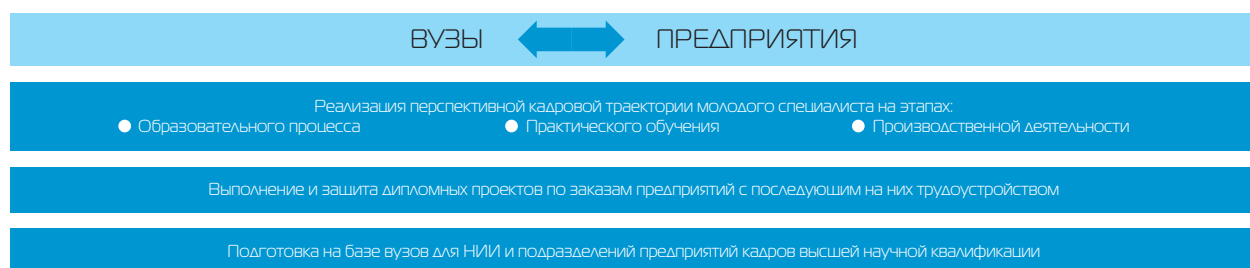 ВУЗЫ ПРЕДПРИЯТИЯ
Реализация перспективной кадровой траектории молодого специалиста на этапах:
● Образовательного процесса ● Практического обучения ● Производственной деятельности
Выполнение и защита дипломных проектов по заказам предприятий с последующим на них трудоустройством
Подготовка на базе вузов для НИИ и подразделений предприятий кадров высшей научной квалификации